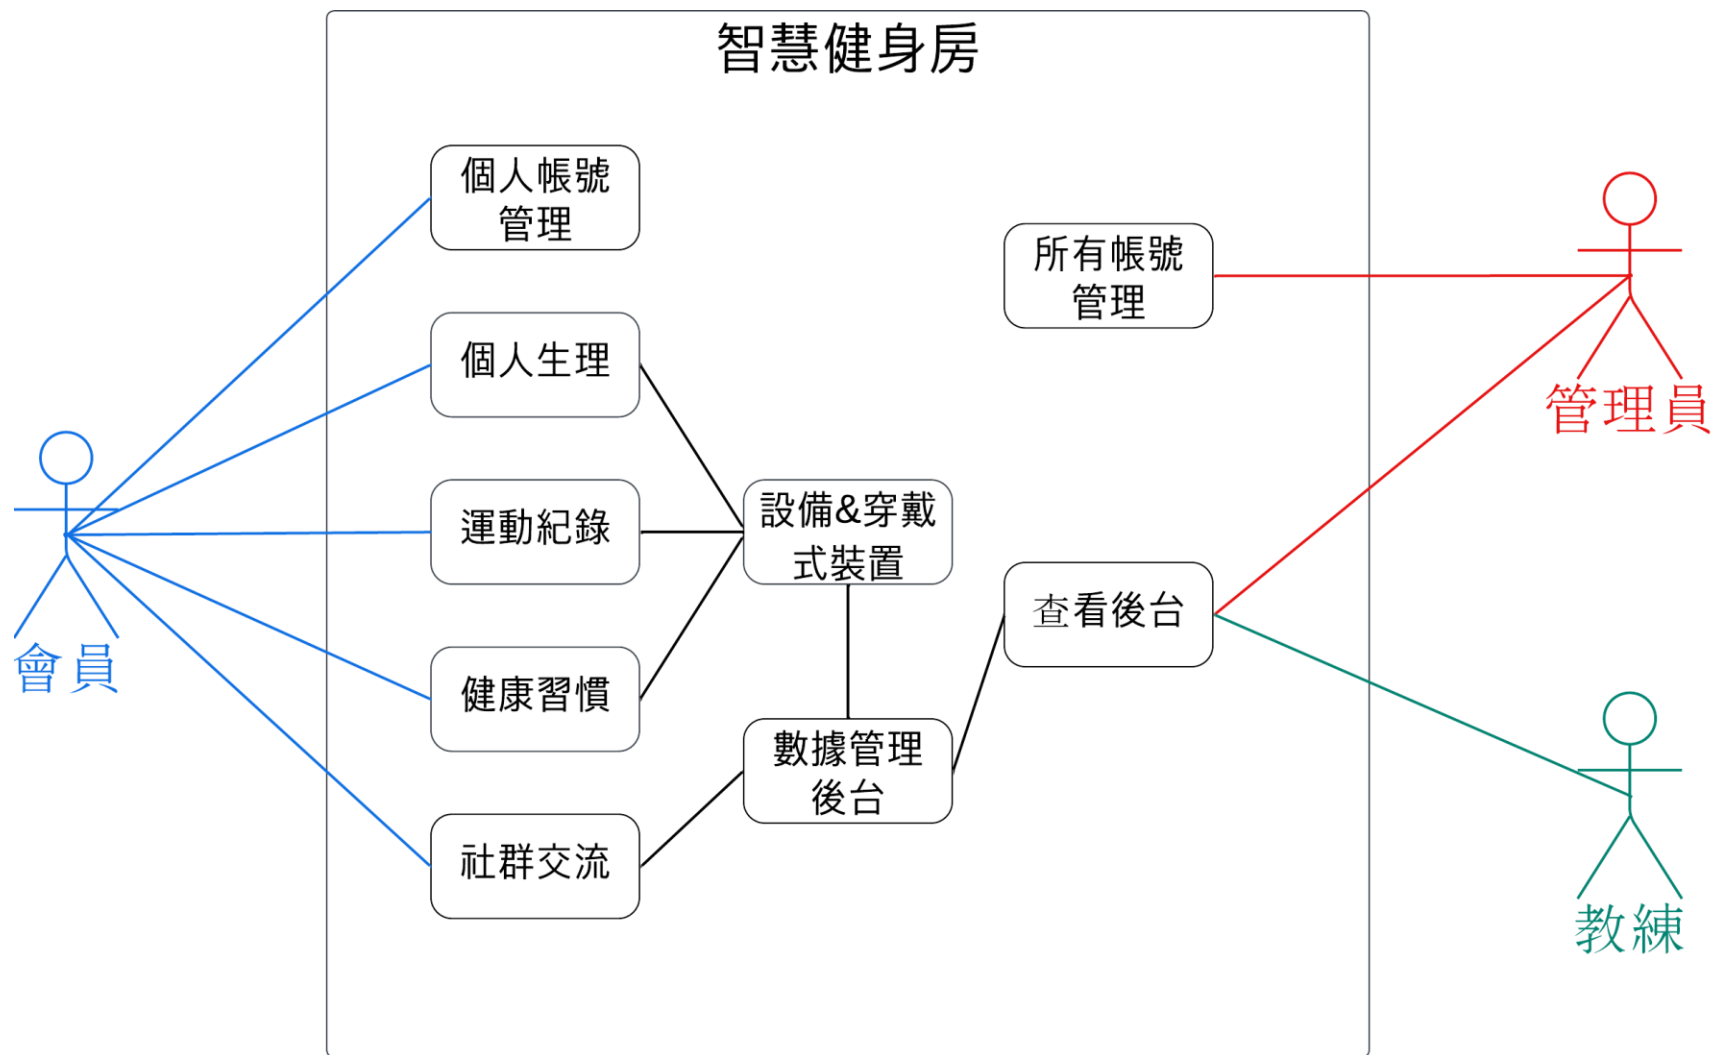 智慧健身房
個人帳號
管理
所有帳號
管理
個人生理
管理員
運動紀錄
設備&穿戴
式裝置
查看後台
會員
健康習慣
數據管理
後台
社群交流
教練